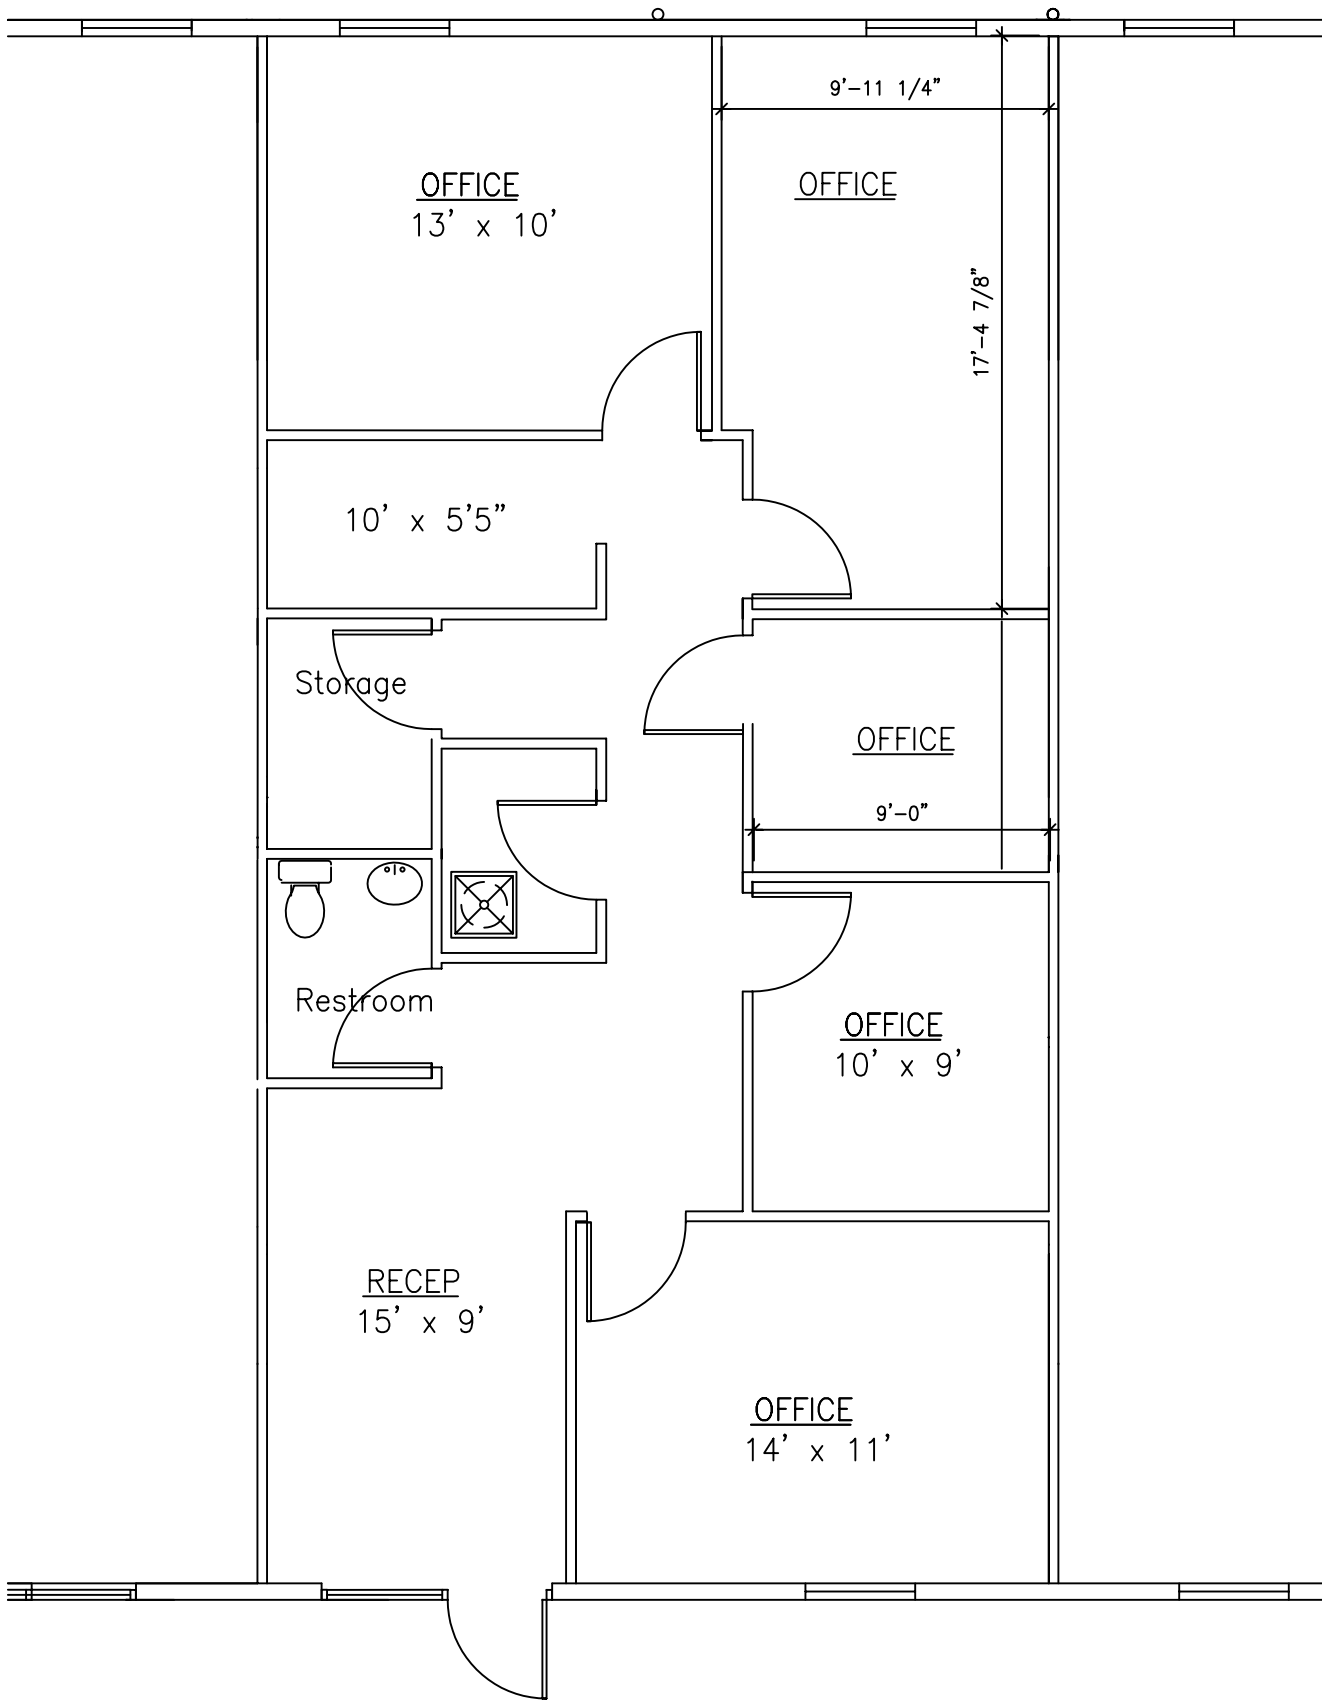 9'-11 1/4"
OFFICE
13' x 10'
OFFICE
17'-4 7/8"
10' x 5'5"
Storage
OFFICE
9'-0"
Restroom
OFFICE
10' x 9'
RECEP
15' x 9'
OFFICE
14' x 11'